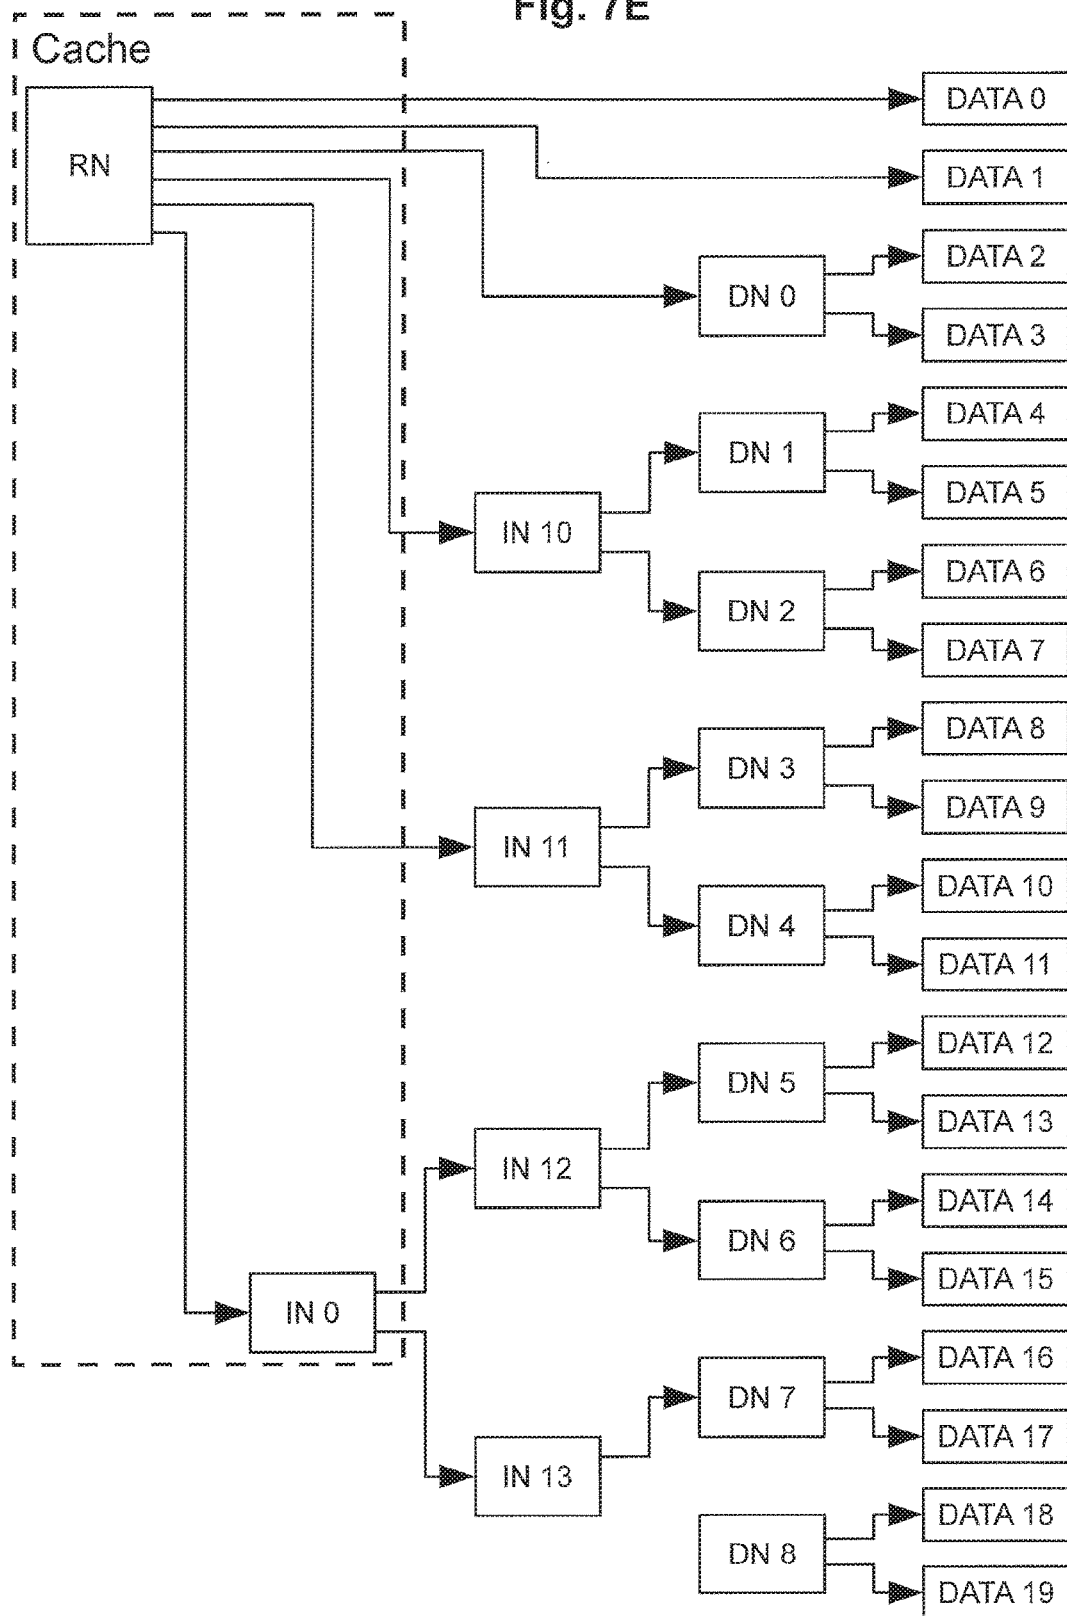 Fig. 7E
Cache
RN
DATA 0
DATA 1
DATA 2
DN 0
DATA 3
DATA 4
DN 1
DATA 5
IN 10
DATA 6
DN 2
DATA 7
DATA 8
DN 3
DATA 9
IN 11
DATA 10
DN 4
DATA 11
DATA 12
DN 5
DATA 13
IN 12
DATA 14
DN 6
DATA 15
IN 0
DATA 16
DN 7
DATA 17
IN 13
DATA 18
DN 8
DATA 19